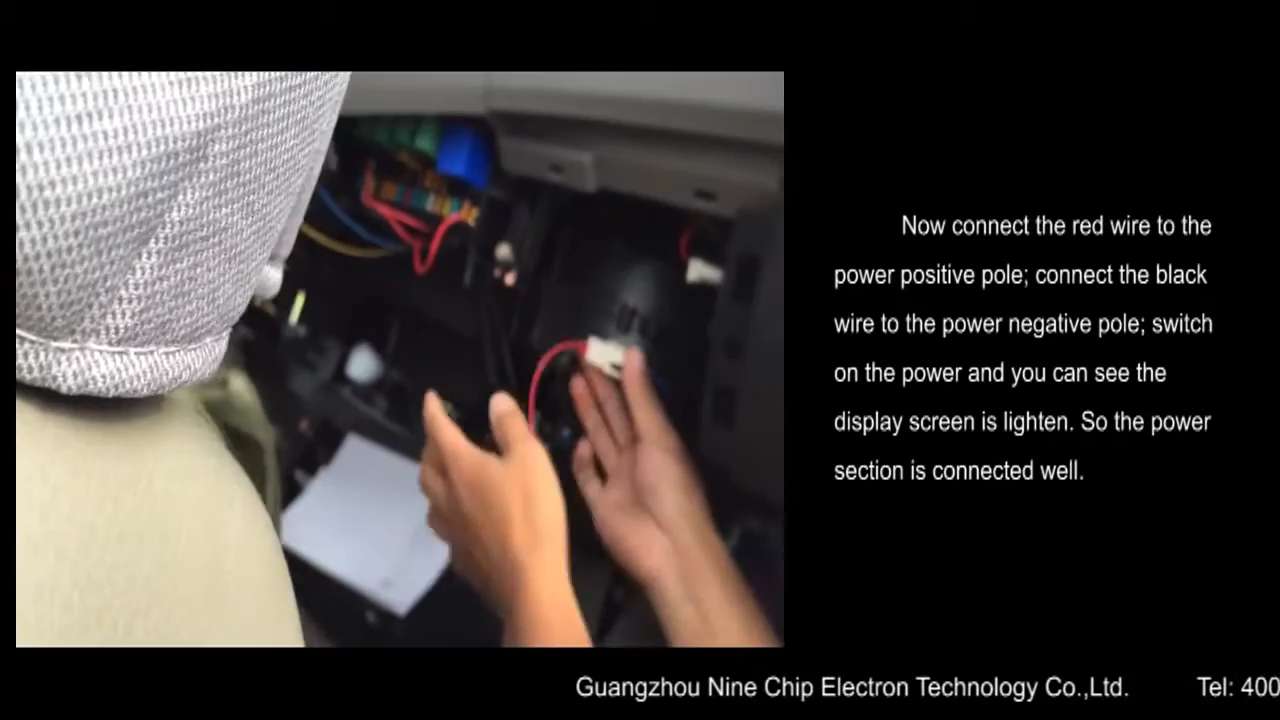 Now connect the red wire to the
power positive pole; connect the black
wire to the power negative pole; switch
on the power and you can see the
display screen is lighten. So the power
section is connected well.
Guangzhou Nine Chip Electron Technology Co.,Ltd. Tel: 400